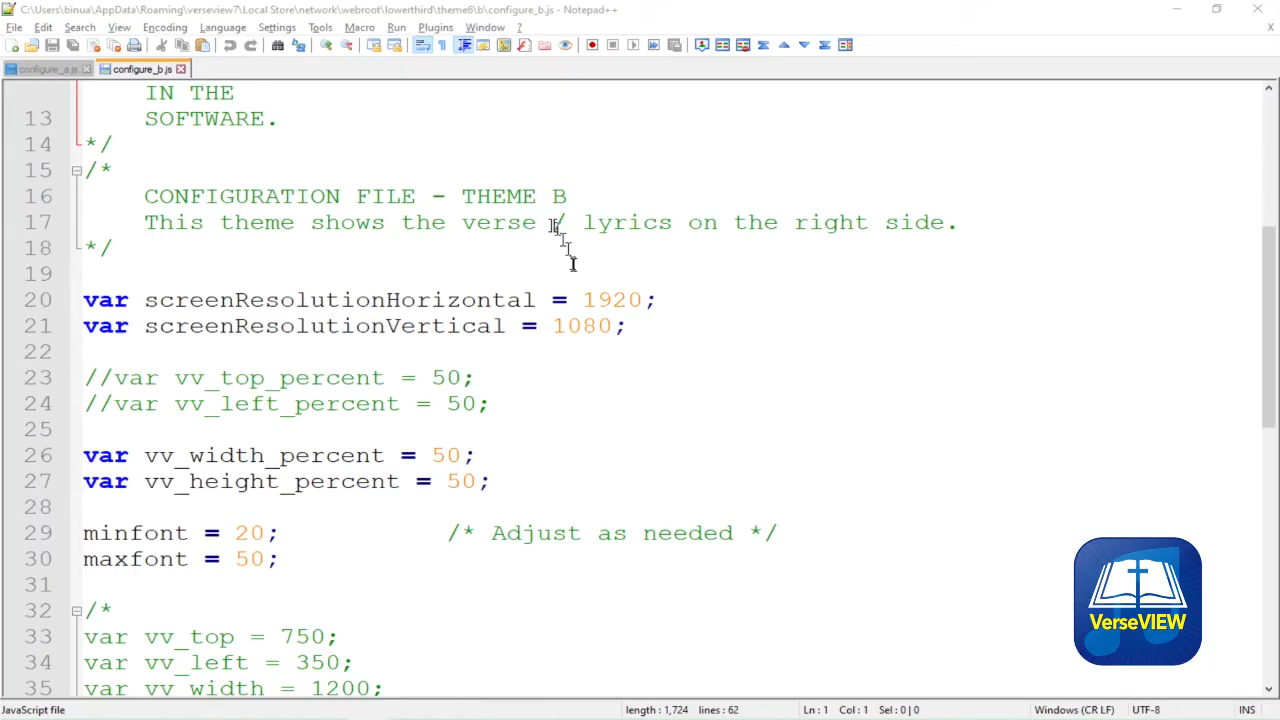 C:\Users\binua\AppData\Roaming\verseview7\Local Store\network\webroot\lowerthird\theme6\b\configure_b.js - Notepad++
File Edit Search View Encoding Language Settings Tools Macro Run Plugins Window ? X
configure_a.js configure_b.js
IN THE
13 SOFTWARE.
14 */
15 /*
16 CONFIGURATION FILE - THEME B
17 This theme shows the verse / lyrics on the right side.
18 */
19
20 var screenResolutionHorizontal = 1920;
21 var screenResolutionVertical = 1080;
22
23 //var vv_top_percent = 50;
24 //var vv_left_percent = 50;
25
26 var vv_width_percent = 50;
27 var vv_height_percent = 50;
28
29 minfont = 20; /* Adjust as needed */
30 maxfont = 50;
31
32 /*
33 var vv_top = 750;
34 var vv_left = 350;
35 var vv_width = 1200;
VerseVIEW
JavaScript file length : 1,724 lines : 62 Ln : 1 Col : 1 Sel : 0 | 0 Windows (CR LF) UTF-8 INS